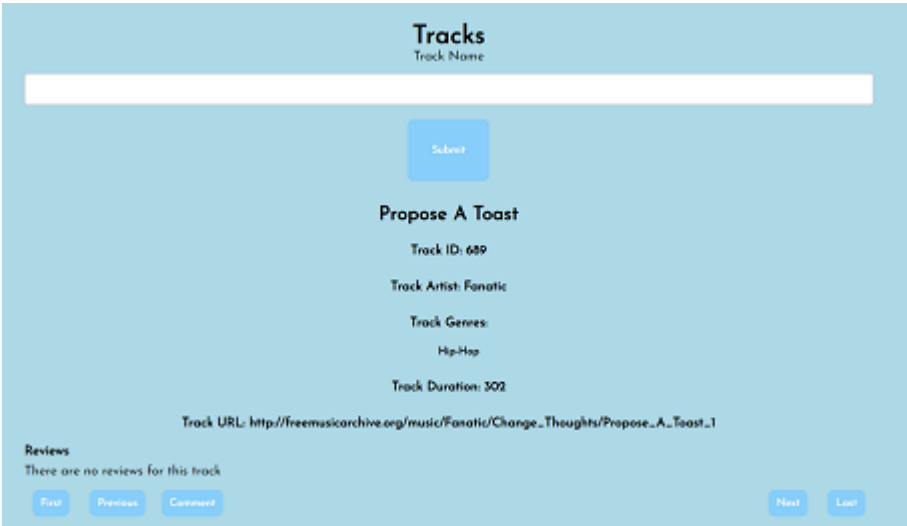 Tracks
Track Name
Submit
Propose A Toast
Track ID: 689
Track Artist: Fanatic
Track Genres:
Hip-Hop
Track Duration: 302
Track URL: http://freemusicarchive.org/music/Fanatic/Change_Thoughts/Propose_A_Toast_1
Reviews
There are no reviews for this track
First Previous Comment Next Last